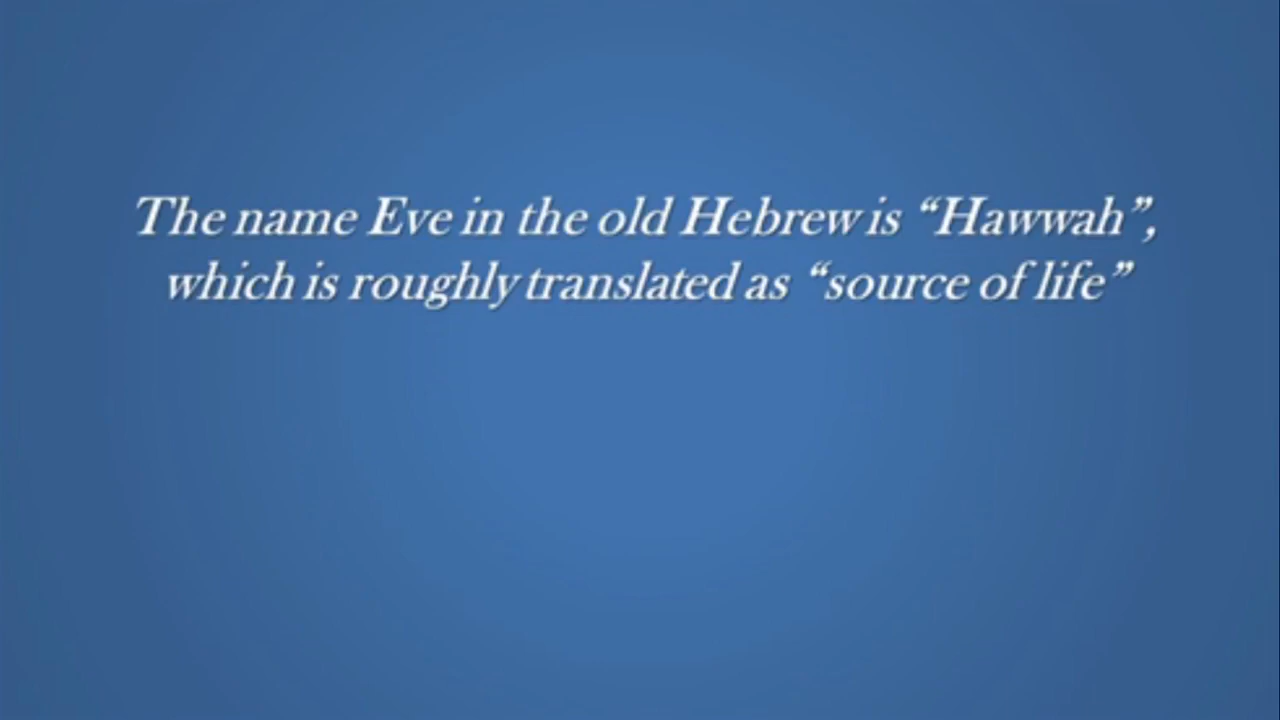 The name Eve in the old Hebrew is “Hawwah”,
which is roughly translated as “source of life”